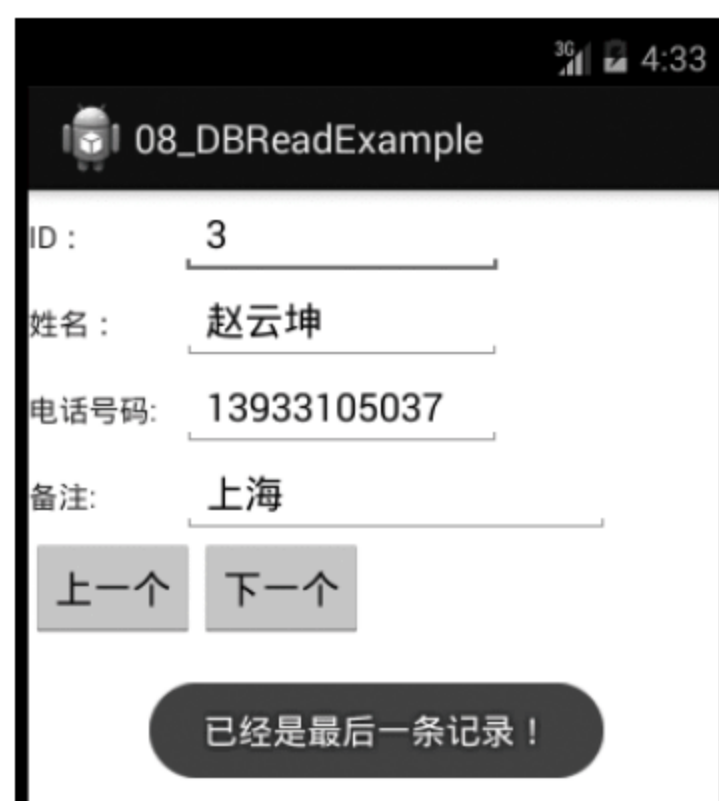 3G 4:33
08_DBReadExample
ID： 3
姓名： 赵云坤
电话号码: 13933105037
备注: 上海
上一个 下一个
已经是最后一条记录！